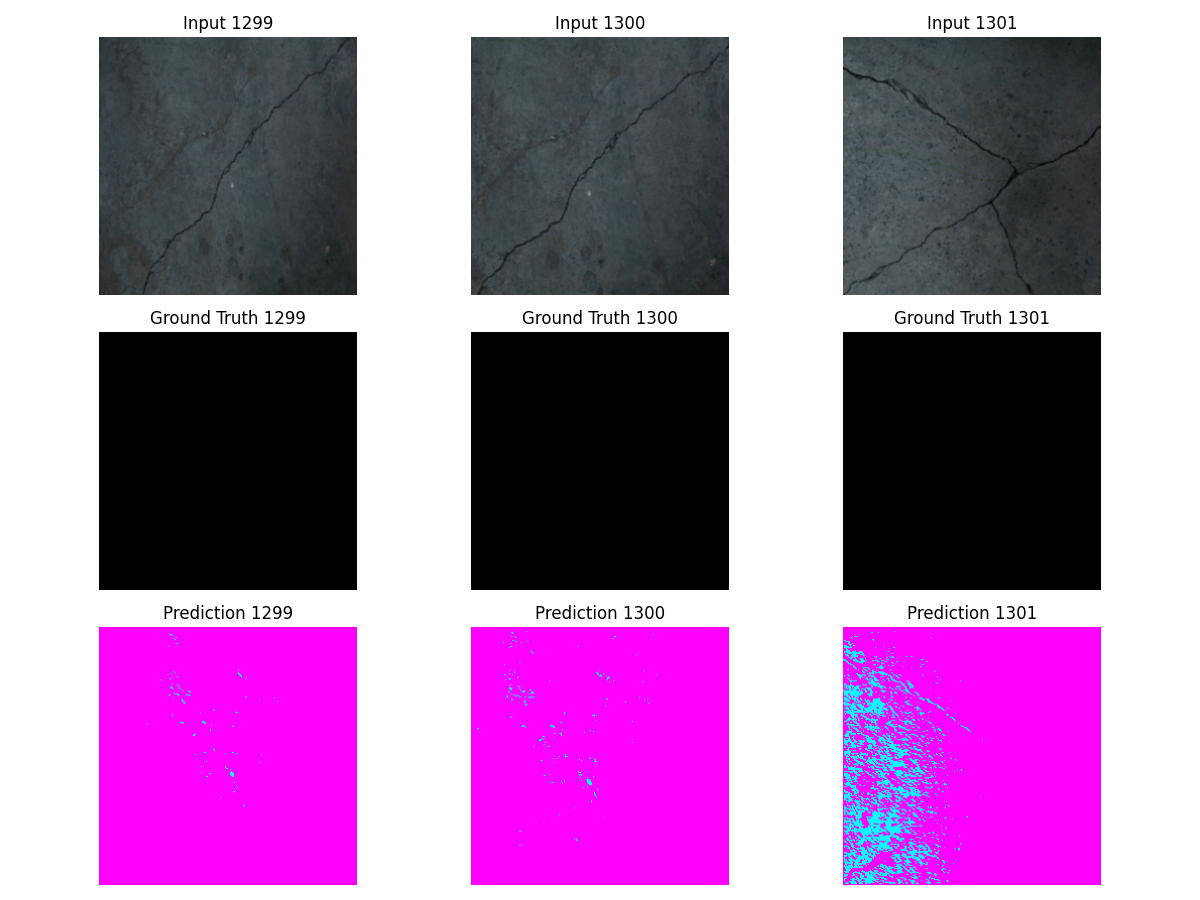 Input 1299
Input 1300
Input 1301
Ground Truth 1299
Ground Truth 1300
Ground Truth 1301
Prediction 1299
Prediction 1300
Prediction 1301